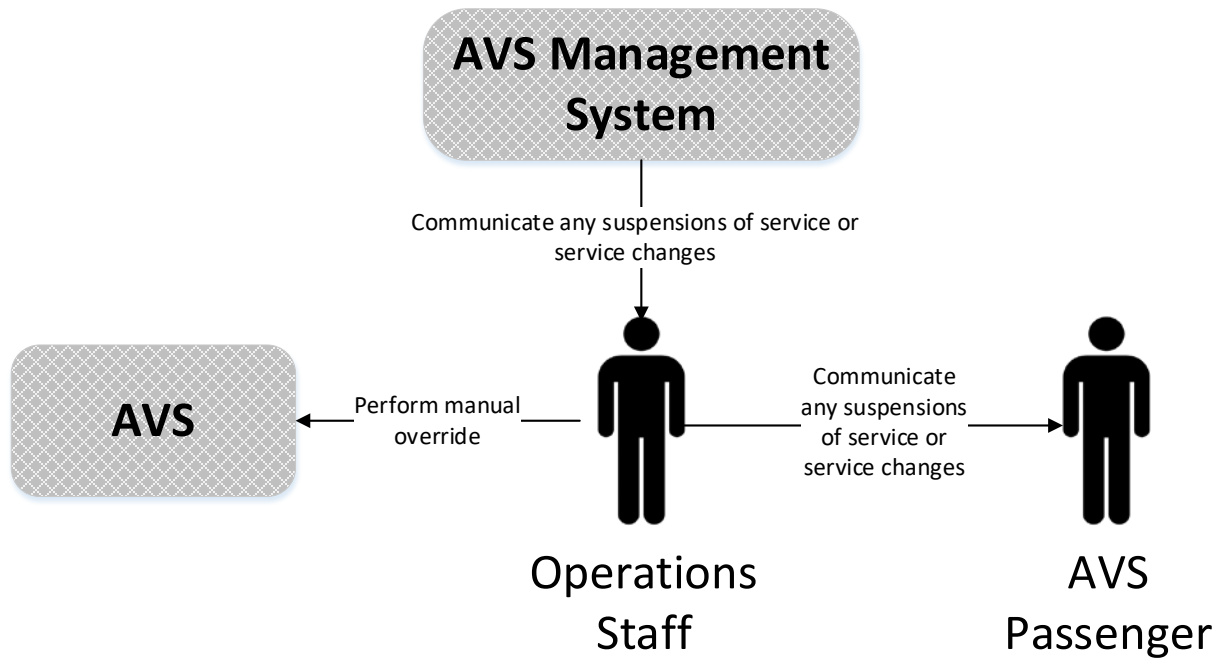 AVS Management
System
Communicate any suspensions of service or
service changes
AVS
Perform manual
override
Communicate
any suspensions
of service or
service changes
Operations
Staff
AVS
Passenger